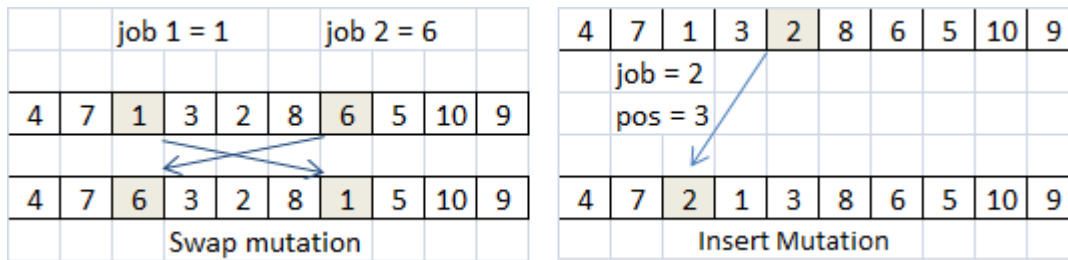 job 1 = 1 job 2 = 6
4 7 1 3 2 8 6 5 10 9
4 7 6 3 2 8 1 5 10 9
Swap mutation
4 7 1 3 2 8 6 5 10 9
job = 2
pos = 3
4 7 2 1 3 8 6 5 10 9
Insert Mutation